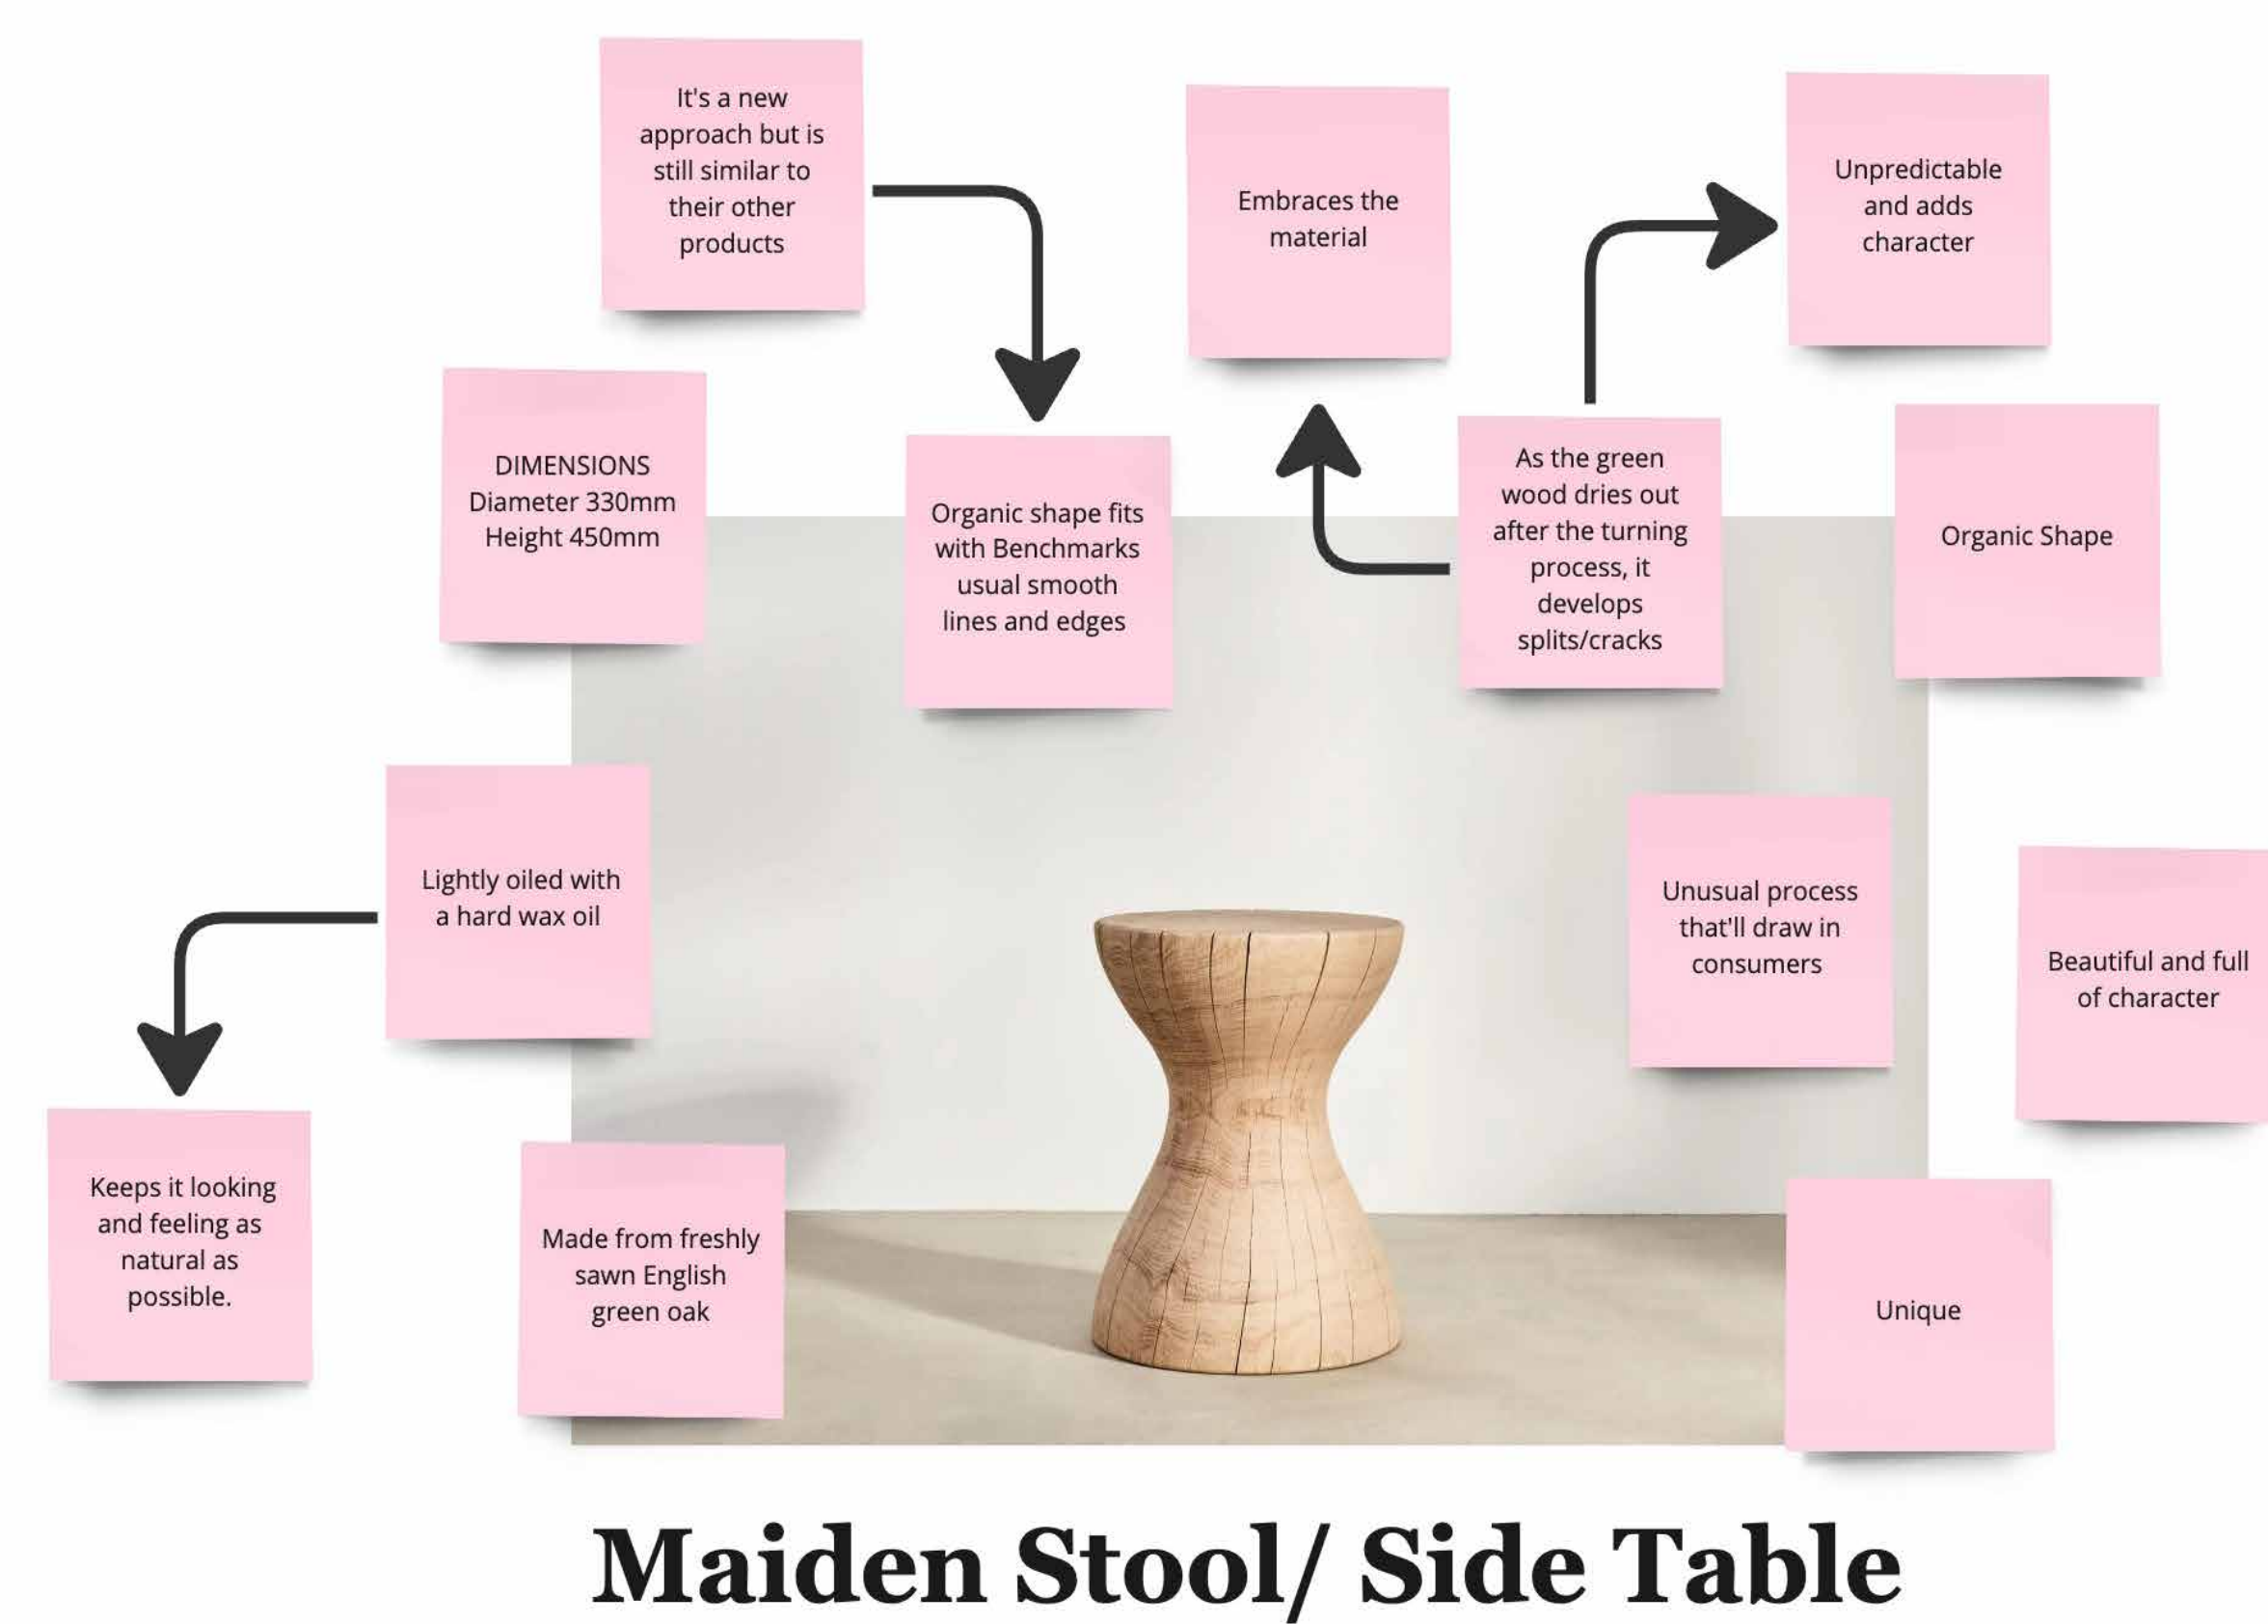 It's a new
approach but is
still similar to
their other
products
Embraces the
material
Unpredictable
and adds
character
DIMENSIONS
Diameter 330mm
Height 450mm
Organic shape fits
with Benchmarks
usual smooth
lines and edges
As the green
wood dries out
after the turning
process, it
develops
splits/cracks
Organic Shape
Lightly oiled with
a hard wax oil
Unusual process
that'll draw in
consumers
Beautiful and full
of character
Keeps it looking
and feeling as
natural as
possible.
Made from freshly
sawn English
green oak
Unique
Maiden Stool/ Side Table